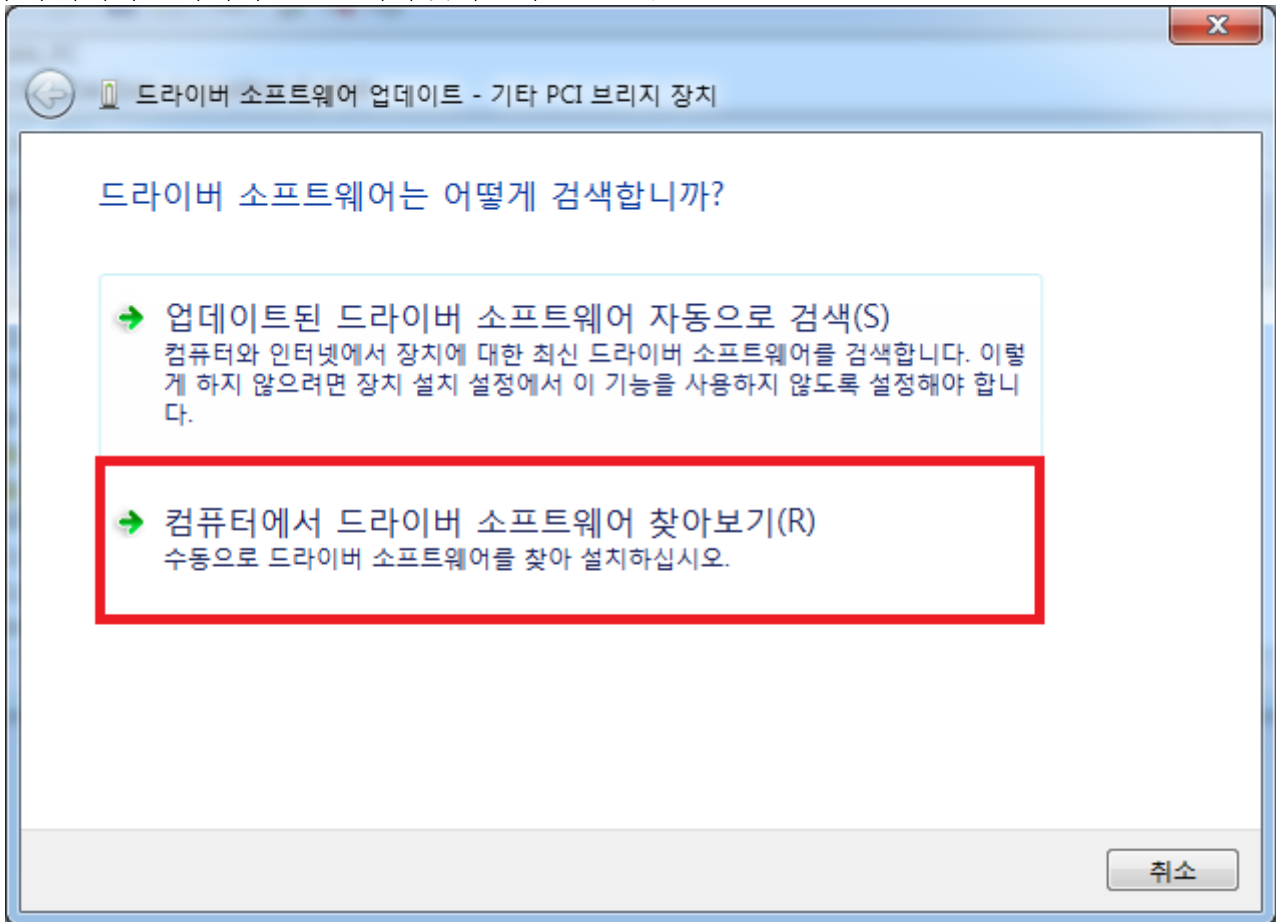 드라이버 소프트웨어 업데이트 - 기타 PCI 브리지 장치
드라이버 소프트웨어는 어떻게 검색합니까?
업데이트된 드라이버 소프트웨어 자동으로 검색(S)
컴퓨터와 인터넷에서 장치에 대한 최신 드라이버 소프트웨어를 검색합니다. 이렇
게 하지 않으려면 장치 설치 설정에서 이 기능을 사용하지 않도록 설정해야 합니
다.
컴퓨터에서 드라이버 소프트웨어 찾아보기(R)
수동으로 드라이버 소프트웨어를 찾아 설치하십시오.
취소